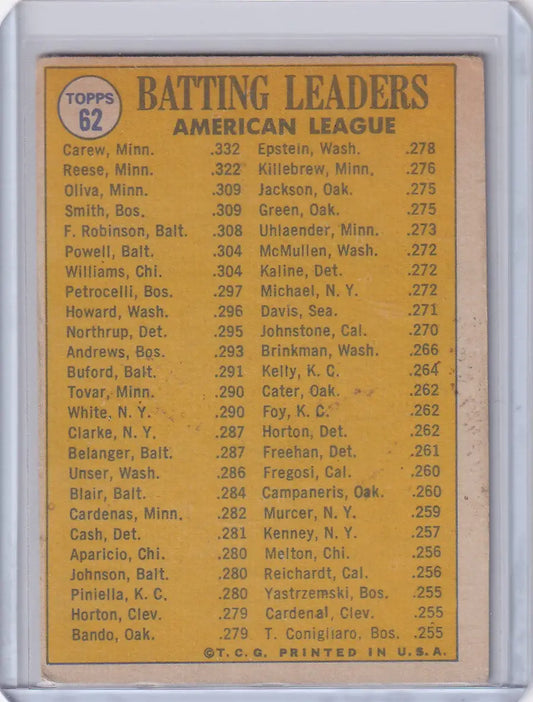 TOPPS
62
BATTING LEADERS
AMERICAN LEAGUE
Carew, Minn. .332
Reese, Minn. .322
Oliva, Minn. .309
Smith, Bos. .309
F. Robinson, Balt. .308
Powell, Balt. .304
Williams, Chi. .304
Petrocelli, Bos. .297
Howard, Wash. .296
Northrup, Det. .295
Andrews, Bos. .293
Buford, Balt. .291
Tovar, Minn. .290
White, N. Y. .290
Clarke, N. Y. .287
Belanger, Balt. .287
Unser, Wash. .286
Blair, Balt. .284
Cardenas, Minn. .282
Cash, Det. .281
Aparicio, Chi. .280
Johnson, Balt. .280
Piniella, K. C. .280
Horton, Clev. .279
Bando, Oak. .279
Epstein, Wash. .278
Killebrew, Minn. .276
Jackson, Oak. .275
Green, Oak. .275
Uhlaender, Minn. .273
McMullen, Wash. .272
Kaline, Det. .272
Michael, N. Y. .272
Davis, Sea. .271
Johnstone, Cal. .270
Brinkman, Wash. .266
Kelly, K. C. .264
Cater, Oak. .262
Foy, K. C. .262
Horton, Det. .262
Freehan, Det. .261
Fregosi, Cal. .260
Campaneris, Oak. .260
Murcer, N. Y. .259
Kenney, N. Y. .257
Melton, Chi. .256
Reichardt, Cal. .256
Yastrzemski, Bos. .255
Cardenal, Clev. .255
T. Conigliaro, Bos. .255
©T. C. G. PRINTED IN U.S.A.